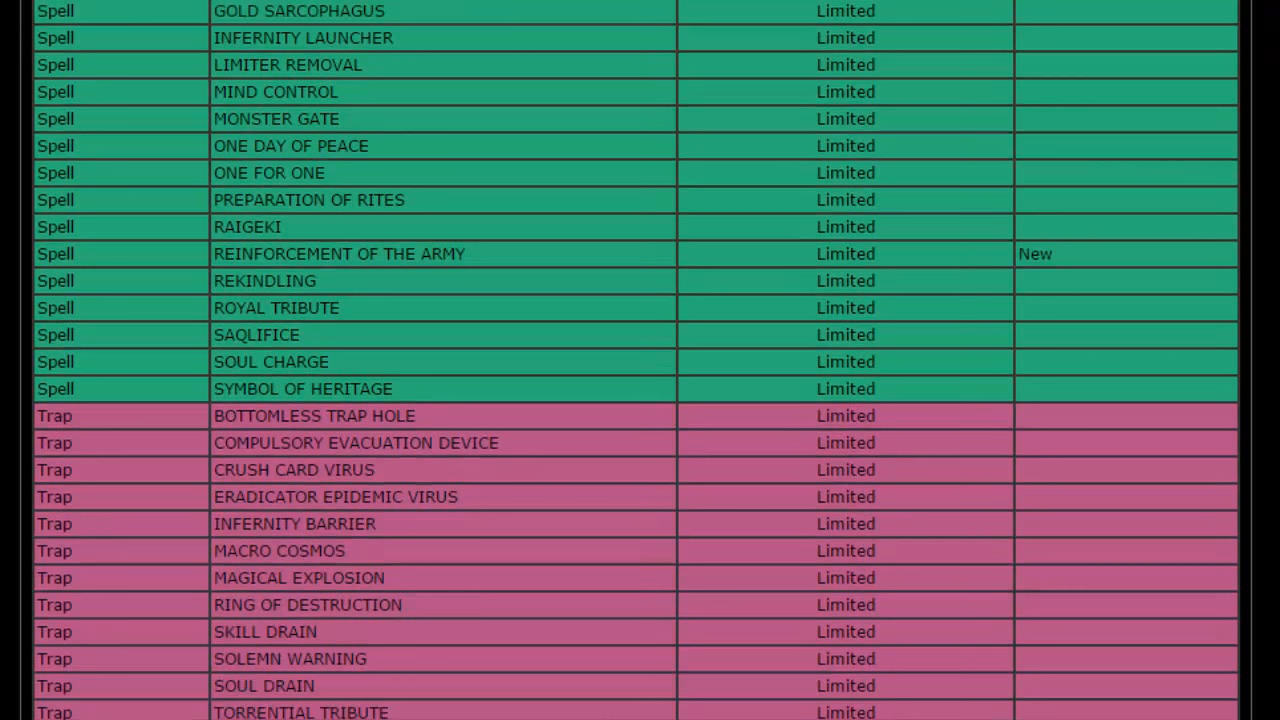 Spell GOLD SARCOPHAGUS Limited
Spell INFERNITY LAUNCHER Limited
Spell LIMITER REMOVAL Limited
Spell MIND CONTROL Limited
Spell MONSTER GATE Limited
Spell ONE DAY OF PEACE Limited
Spell ONE FOR ONE Limited
Spell PREPARATION OF RITES Limited
Spell RAIGEKI Limited
Spell REINFORCEMENT OF THE ARMY Limited New
Spell REKINDLING Limited
Spell ROYAL TRIBUTE Limited
Spell SAQLIFICE Limited
Spell SOUL CHARGE Limited
Spell SYMBOL OF HERITAGE Limited
Trap BOTTOMLESS TRAP HOLE Limited
Trap COMPULSORY EVACUATION DEVICE Limited
Trap CRUSH CARD VIRUS Limited
Trap ERADICATOR EPIDEMIC VIRUS Limited
Trap INFERNITY BARRIER Limited
Trap MACRO COSMOS Limited
Trap MAGICAL EXPLOSION Limited
Trap RING OF DESTRUCTION Limited
Trap SKILL DRAIN Limited
Trap SOLEMN WARNING Limited
Trap SOUL DRAIN Limited
Trap TORRENTIAL TRIBUTE Limited